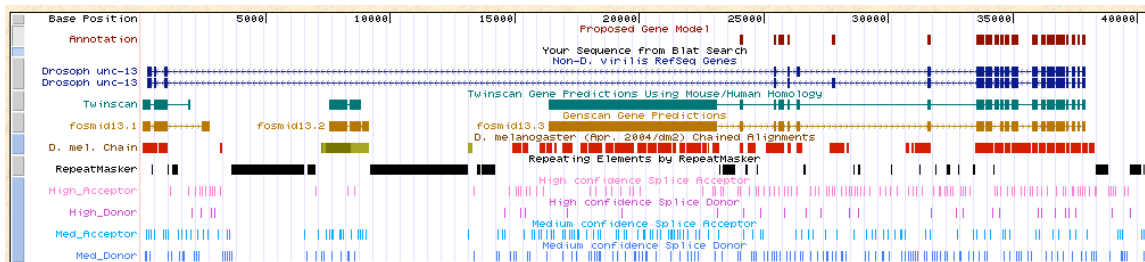 Base Position 5000 10000 15000 20000 25000 30000 35000 40000
Proposed Gene Model
Annotation
Your Sequence from Blat Search
Non-D. virilis RefSeq Genes
Drosoph unc-13
Drosoph unc-13
Twinscan Gene Predictions Using Mouse/Human Homology
Twinscan
Genscan Gene Predictions
fosmid13.1 fosmid13.2 fosmid13.3
D. melanogaster (Apr. 2004/dm2) Chained Alignments
D. mel. Chain
Repeating Elements by RepeatMasker
RepeatMasker
High confidence Splice Acceptor
High_Acceptor
High confidence Splice Donor
High_Donor
Medium confidence Splice Acceptor
Med_Acceptor
Medium confidence Splice Donor
Med_Donor